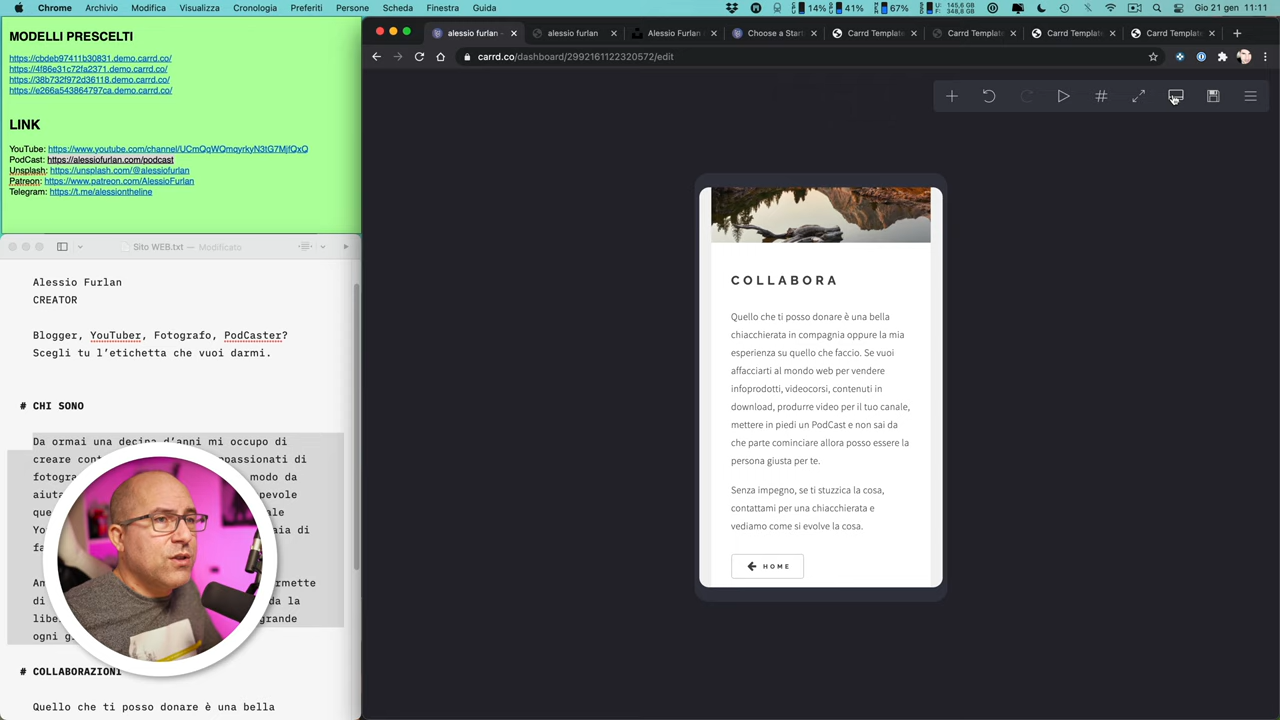 Chrome Archivio Modifica Visualizza Cronologia Preferiti Persone Scheda Finestra Guida
14% 41% 67% Gio 21 gen 11:11
MODELLI PRESCELTI
https://cbdeb97411b30831.demo.carrd.co/
https://4f86e31c72fa2371.demo.carrd.co/
https://38b732f972d36118.demo.carrd.co/
https://e266a543864797ca.demo.carrd.co/
LINK
YouTube: https://www.youtube.com/channel/UCmQqWQmqyrkyN3tG7MjfQxQ
PodCast: https://alessiofurlan.com/podcast
Unsplash: https://unsplash.com/@alessiofurlan
Patreon: https://www.patreon.com/AlessioFurlan
Telegram: https://t.me/alessiontheline
alessio furlan
alessio furlan
Alessio Furlan
Choose a Start
Carrd Template
Carrd Template
Carrd Template
Carrd Template
carrd.co/dashboard/2992161122320572/edit
Sito WEB.txt — Modificato
Alessio Furlan
CREATOR
Blogger, YouTuber, Fotografo, PodCaster?
Scegli tu l'etichetta che vuoi darmi.
# CHI SONO
Da ormai una decina d'anni mi occupo di
creare
passionati di
modo da
# COLLABORAZIONI
Quello che ti posso donare è una bella
COLLABORA
Quello che ti posso donare è una bella
chiacchierata in compagnia oppure la mia
esperienza su quello che faccio. Se vuoi
affacciarti al mondo web per vendere
infoprodotti, videocorsi, contenuti in
download, produrre video per il tuo canale,
mettere in piedi un PodCast e non sai da
che parte cominciare allora posso essere la
persona giusta per te.
Senza impegno, se ti stuzzica la cosa,
contattami per una chiacchierata e
vediamo come si evolve la cosa.
HOME